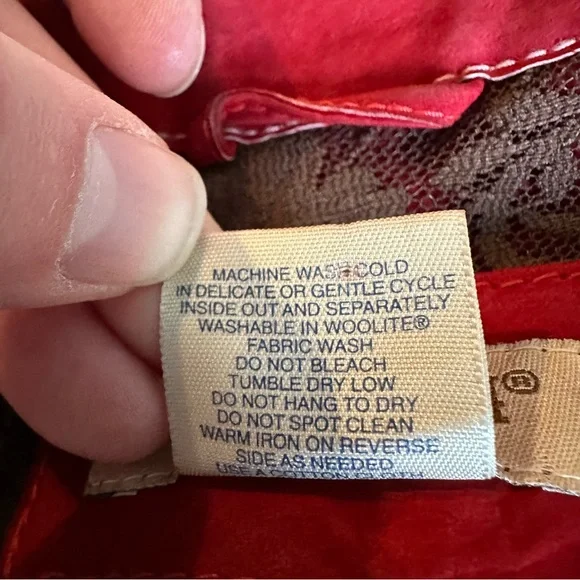 MACHINE WASH COLD
IN DELICATE OR GENTLE CYCLE
INSIDE OUT AND SEPARATELY
WASHABLE IN WOOLITE®
FABRIC WASH
DO NOT BLEACH
TUMBLE DRY LOW
DO NOT HANG TO DRY
DO NOT SPOT CLEAN
WARM IRON ON REVERSE
SIDE AS NEEDED
USE A
®